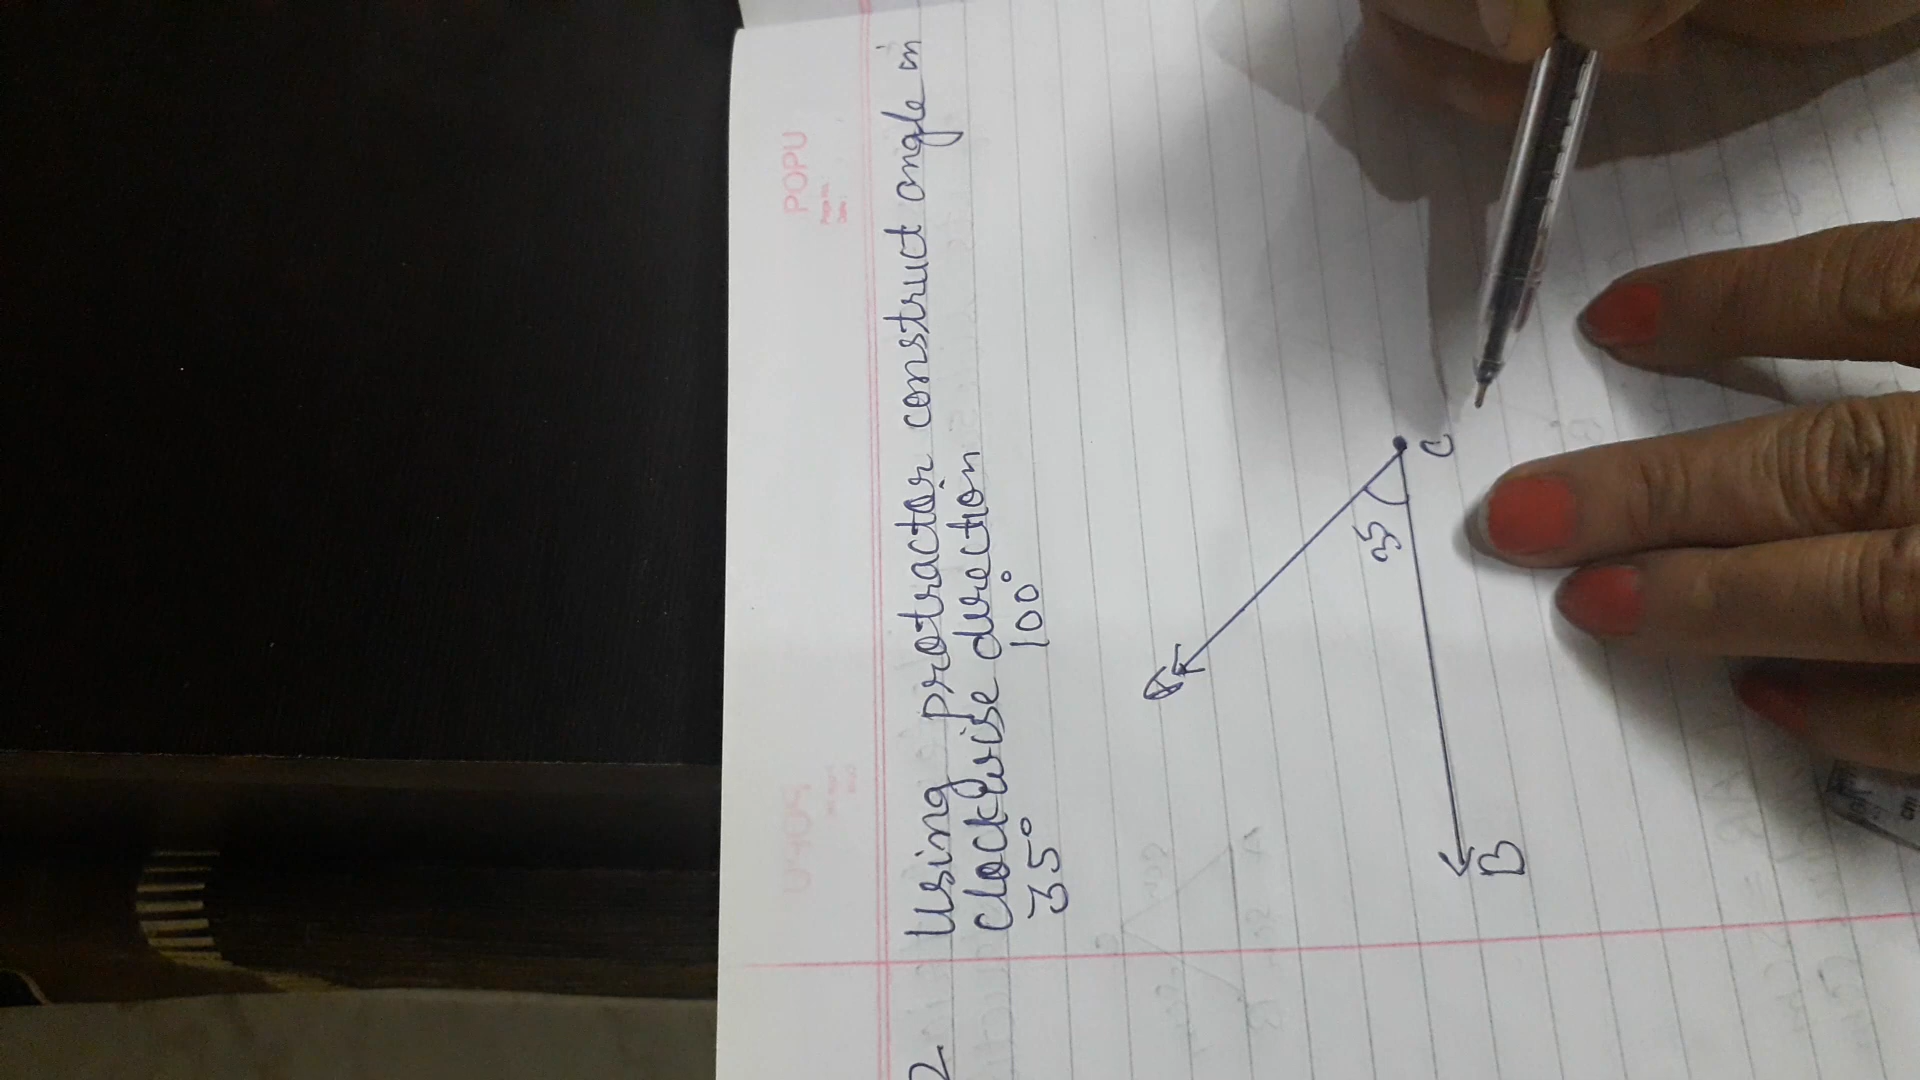 POPU
2 Using protractor construct angle in
clockwise direction
35° 100°
35
C
B